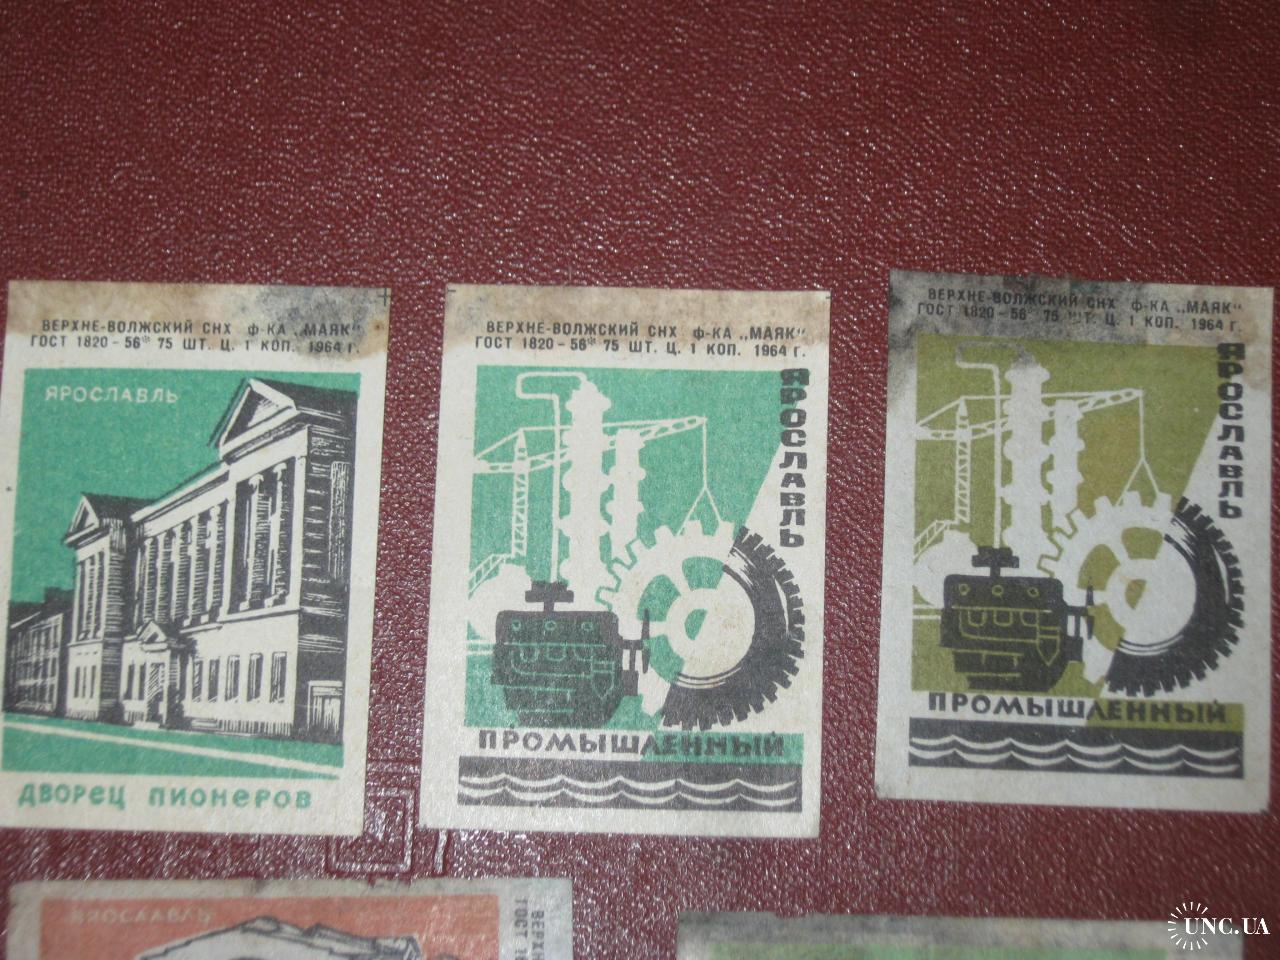 ВЕРХНЕ-ВОЛЖСКИЙ СНХ Ф-КА „МАЯК“
ГОСТ 1820-56* 75 ШТ. Ц. 1 КОП. 1964 г.
ЯРОСЛАВЛЬ
ДВОРЕЦ ПИОНЕРОВ
ВЕРХНЕ-ВОЛЖСКИЙ СНХ Ф-КА „МАЯК“
ГОСТ 1820-56* 75 ШТ. Ц. 1 КОП. 1964 г.
ЯРОСЛАВЛЬ
ПРОМЫШЛЕННЫЙ
ВЕРХНЕ-ВОЛЖСКИЙ СНХ Ф-КА „МАЯК“
ГОСТ 1820-56* 75 ШТ. Ц. 1 КОП. 1964 г.
ЯРОСЛАВЛЬ
ПРОМЫШЛЕННЫЙ
ЯРОСЛАВЛЬ
ГОСТ
UNC.UA